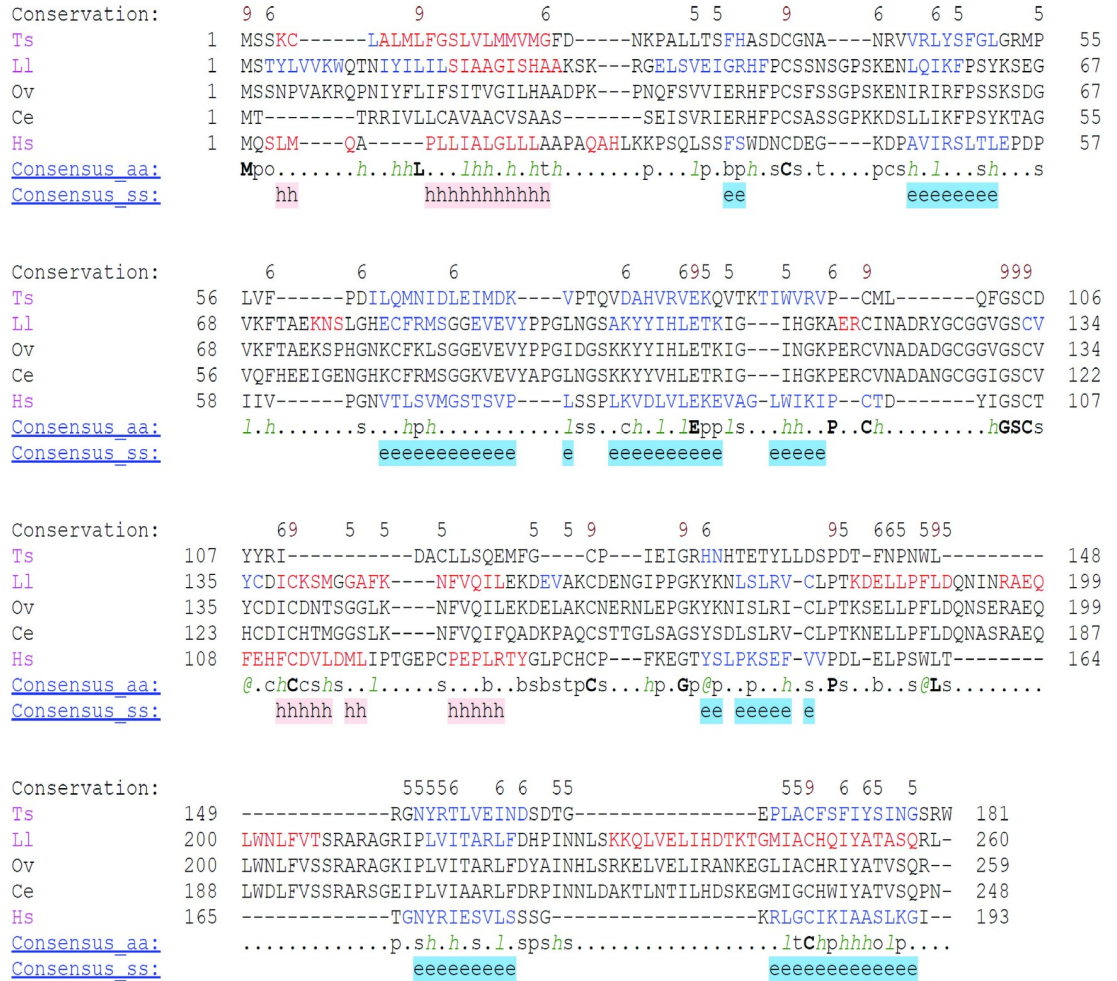 Conservation: 9 6 9 6 5 5 9 6 6 5 5
Ts 1 MSSKC-------LALMLFGSLVLMMVMGFD-----NKPALLTSFHASDCGNA----NRVVRLYSFGLGRMP 55
Ll 1 MSTYLVVKWQTNIYILILSIAAGISHAAKSK---RGELSVEIGRHFPCSSNSGPSKENLQIKFPSYKSEG 67
Ov 1 MSSNPVAKRQPNIYFLIFSITVGILHAADPK---PNQFSVVIERHFPCSFSSGPSKENIRIRFPSSKSDG 67
Ce 1 MT--------TRRIVLLCAVAACVSAAS------SEISVRIERHFPCSASSGPKKDSLLIKFPSYKTAG 55
Hs 1 MQSLM---QA-----PLLIALGLLLAAPAQAHLKKPSQLSSFSWDNCDEG---KDPAVIRSLTLEPDP 57
Consensus_aa: Mpo.......h..hhL...lhh.h.hth.......p...lp.bph.sCs.t....pcsh.l...sh...s
Consensus_ss: hh hhhhhhhhhhh ee eeeeeeee
Conservation: 6 6 6 6 695 5 5 6 9 999
Ts 56 LVF------PDILQMNIDLEIMDK----VPTQVDAHVRVEKQVTKTIWVRVP--CML-------QFGSCD 106
Ll 68 VKFTAEKNSLGHECFRMSGGEVEVYPPGLNGSAKYYIHLETKIG---IHGKAERCINADRYGCGGVGSCV 134
Ov 68 VKFTAEKSPHGNKCFKLSGGEVEVYPPGIDGSKKYYIHLETKIG---INGKPERCVNADADGCGGVGSCV 134
Ce 56 VQFHEEIGENGHKCFRMSGGKVEVYAPGLNGSKKYYVHLETRIG---IHGKPERCVNADANGCGGIGSCV 122
Hs 58 IIV------PGNVTLSVMGSTSVP----LSSPLKVDLVLEKEVAG-LWIKIP--CTD-----YIGSCT 107
Consensus_aa: l.h........s...hph...........lss..ch.l.lEppls...hh..P..Ch.........hGSCs
Consensus_ss: eeeeeeeeeeee e eeeeeeeeee eeeee
Conservation: 69 5 5 5 5 5 9 9 6 95 665 595
Ts 107 YYRI-----------DACLLSQEMFG----CP---IEIGRHNHTETYLLDSPDT-FNPNWL--------- 148
Ll 135 YCDICKSMGGAFK----NFVQILEKDEVAKCDENGIPPGKYKNLSLRV-CLPTKDELLPFLDQNINRAEQ 199
Ov 135 YCDICDNTSGGLK----NFVQILEKDELAKCNERNLEPGKYKNISLRI-CLPTKSELLPFLDQNSERAEQ 199
Ce 123 HCDICHTMGGSLK----NFVQIFQADKPAQCSTTGLSAGSYSDLSLRV-CLPTKNELLPFLDQNASRAEQ 187
Hs 108 FEHFCDVLDMLIPTGEPCPEPLRTYGLPCHCP---FKEGTYSLPKSEF-VVPDL-ELPSWLT-------- 164
Consensus_aa: @.chCcshs..l.....s...b..bsbstpCs...hp.Gp@p..p..h.s.Ps..b..s@Ls........
Consensus_ss: hhhhh hh hhhhh ee eeeee e
Conservation: 55556 6 6 55 559 6 65 5
Ts 149 -------------RGNYRTLVEINDSDTG----------------EPLACFSFIYSINGSRW 181
Ll 200 LWNLFVTSRARAGRIPLVITARLFDHPINNLSKKQLVELIHDTKTGMIACHQIYATASQRL- 260
Ov 200 LWNLFVSSRARAGKIPLVITARLFDYAINHLSRKELVELIRANKEGLIACHRIYATVSQR-- 259
Ce 188 LWDLFVSSRARSGEIPLVIAARLFDRPINNLDAKTLNTILHDSKEGMIGCHWIYATVSQPN- 248
Hs 165 -------------TGNYRIESVLSSSG------------------KRLGCIKIAASLKGI-- 193
Consensus_aa: .............p.sh.h.s.l.spshs................ltChphhholp....
Consensus_ss: eeeeeeeee eeeeeeeeeeeee